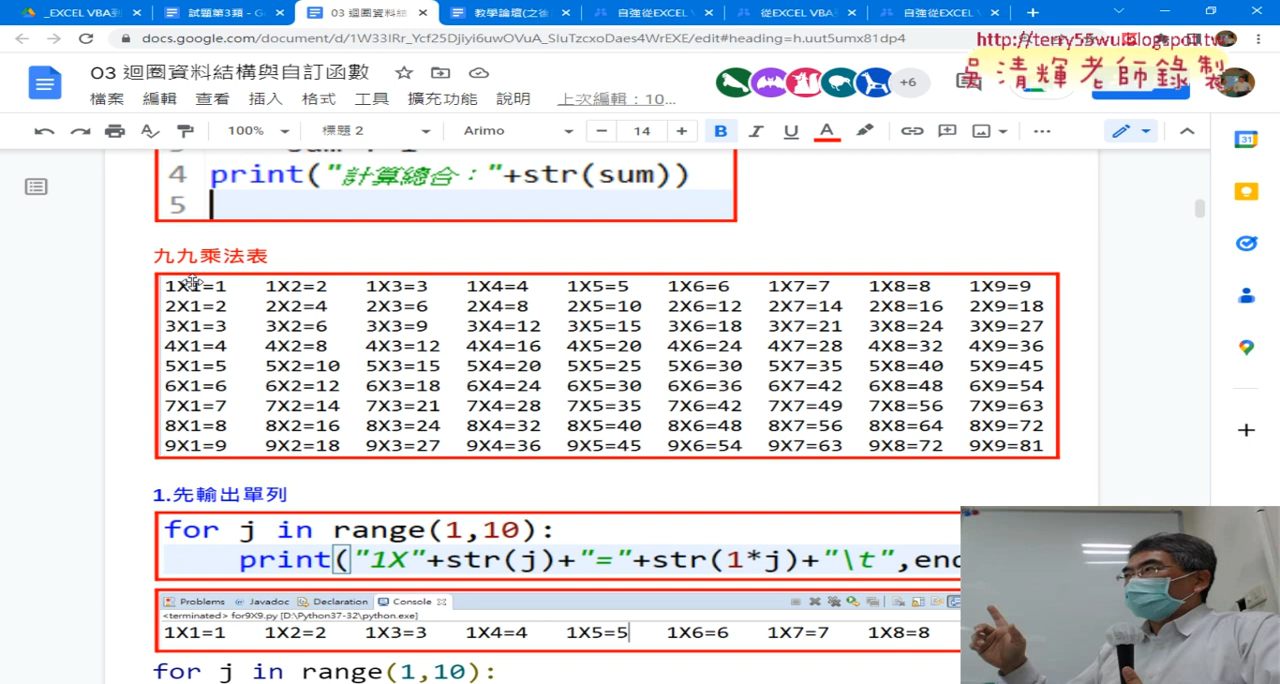 _EXCEL VBA到
試題第3類 - G
03 迴圈資料結
教學論壇(之後
自強從EXCEL V
從EXCEL VBA
自強從EXCEL
docs.google.com/document/d/1W33IRr_Ycf25Djiyi6uwOVuA_SIuTzcxoDaes4WrEXE/edit#heading=h.uut5umx81dp4
http://terry55wu.blogspot.tw
吳清輝老師錄製
03 迴圈資料結構與自訂函數
+6
檔案 編輯 查看 插入 格式 工具 擴充功能 說明 上次編輯：10...
100% 標題 2 Arimo 14 B I U A
4 print("計算總合："+str(sum))
5
九九乘法表
1X1=1 1X2=2 1X3=3 1X4=4 1X5=5 1X6=6 1X7=7 1X8=8 1X9=9
2X1=2 2X2=4 2X3=6 2X4=8 2X5=10 2X6=12 2X7=14 2X8=16 2X9=18
3X1=3 3X2=6 3X3=9 3X4=12 3X5=15 3X6=18 3X7=21 3X8=24 3X9=27
4X1=4 4X2=8 4X3=12 4X4=16 4X5=20 4X6=24 4X7=28 4X8=32 4X9=36
5X1=5 5X2=10 5X3=15 5X4=20 5X5=25 5X6=30 5X7=35 5X8=40 5X9=45
6X1=6 6X2=12 6X3=18 6X4=24 6X5=30 6X6=36 6X7=42 6X8=48 6X9=54
7X1=7 7X2=14 7X3=21 7X4=28 7X5=35 7X6=42 7X7=49 7X8=56 7X9=63
8X1=8 8X2=16 8X3=24 8X4=32 8X5=40 8X6=48 8X7=56 8X8=64 8X9=72
9X1=9 9X2=18 9X3=27 9X4=36 9X5=45 9X6=54 9X7=63 9X8=72 9X9=81
1.先輸出單列
for j in range(1,10):
print("1X"+str(j)+"="+str(1*j)+"\t",end
Problems Javadoc Declaration Console
<terminated> for9X9.py [D:\Python37-32\python.exe]
1X1=1 1X2=2 1X3=3 1X4=4 1X5=5 1X6=6 1X7=7 1X8=8
for j in range(1,10):